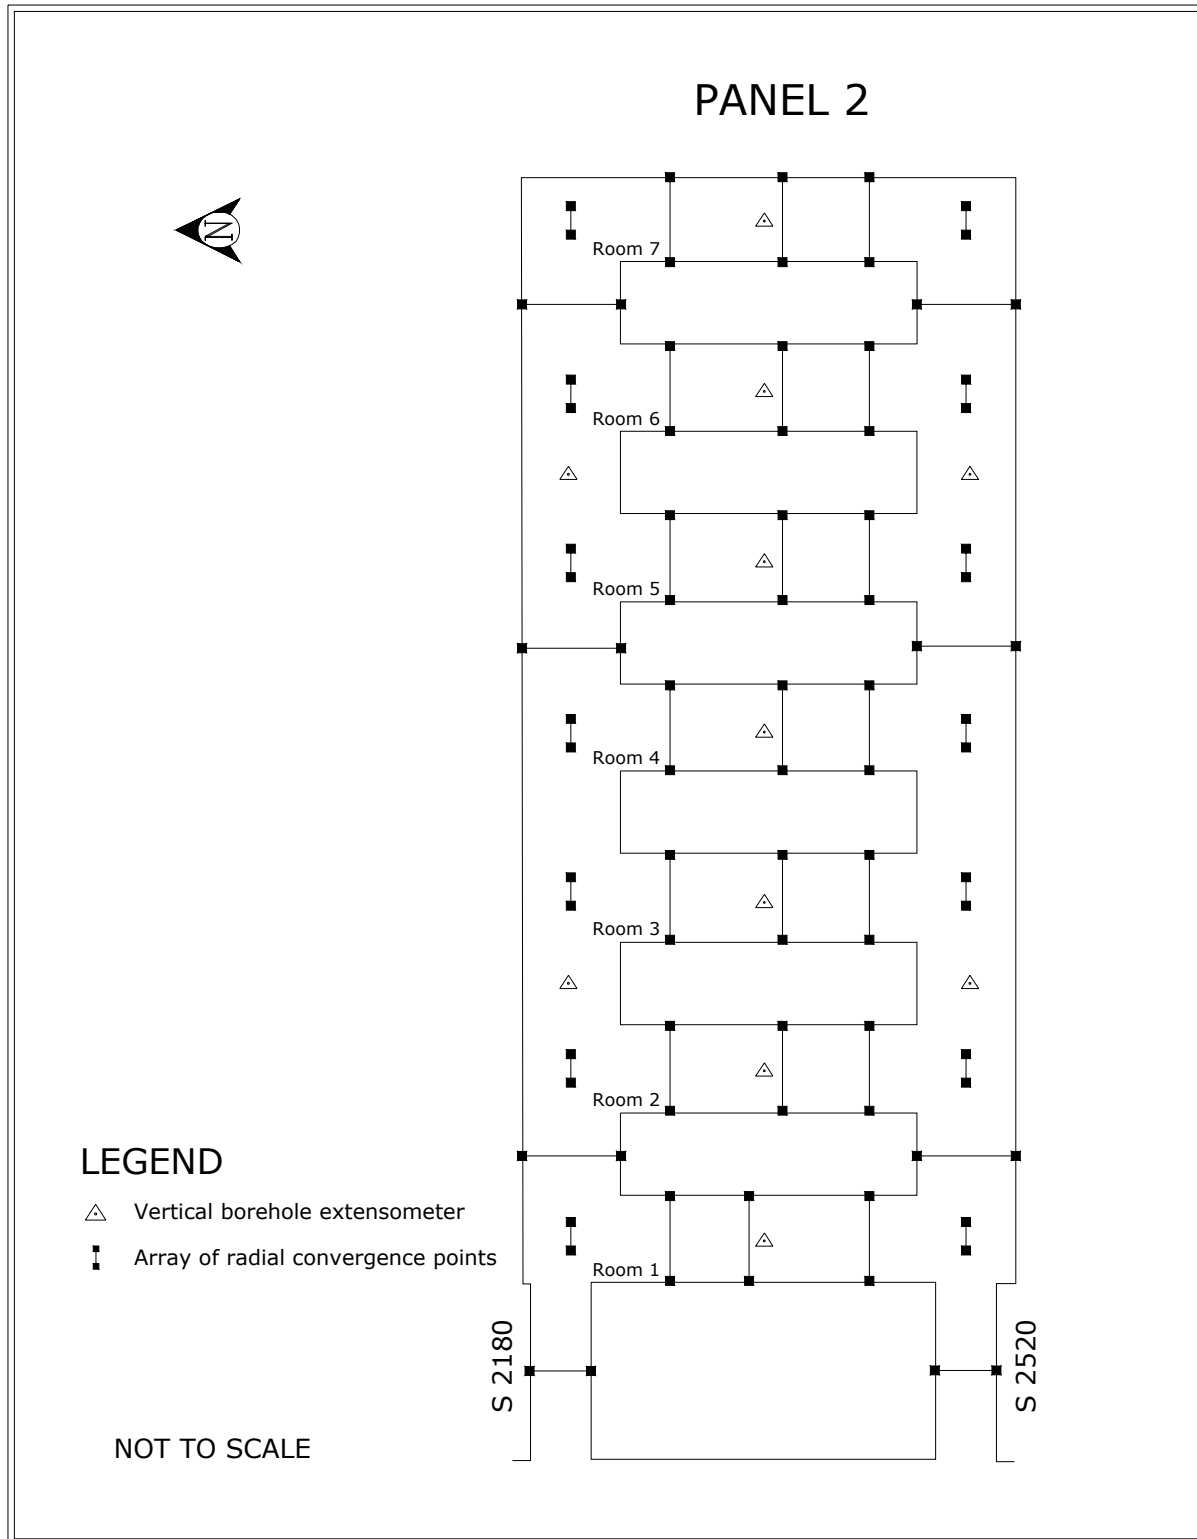 PANEL 2
N
Room 7
Room 6
Room 5
Room 4
Room 3
Room 2
LEGEND
Vertical borehole extensometer
Array of radial convergence points
Room 1
S 2180
S 2520
NOT TO SCALE